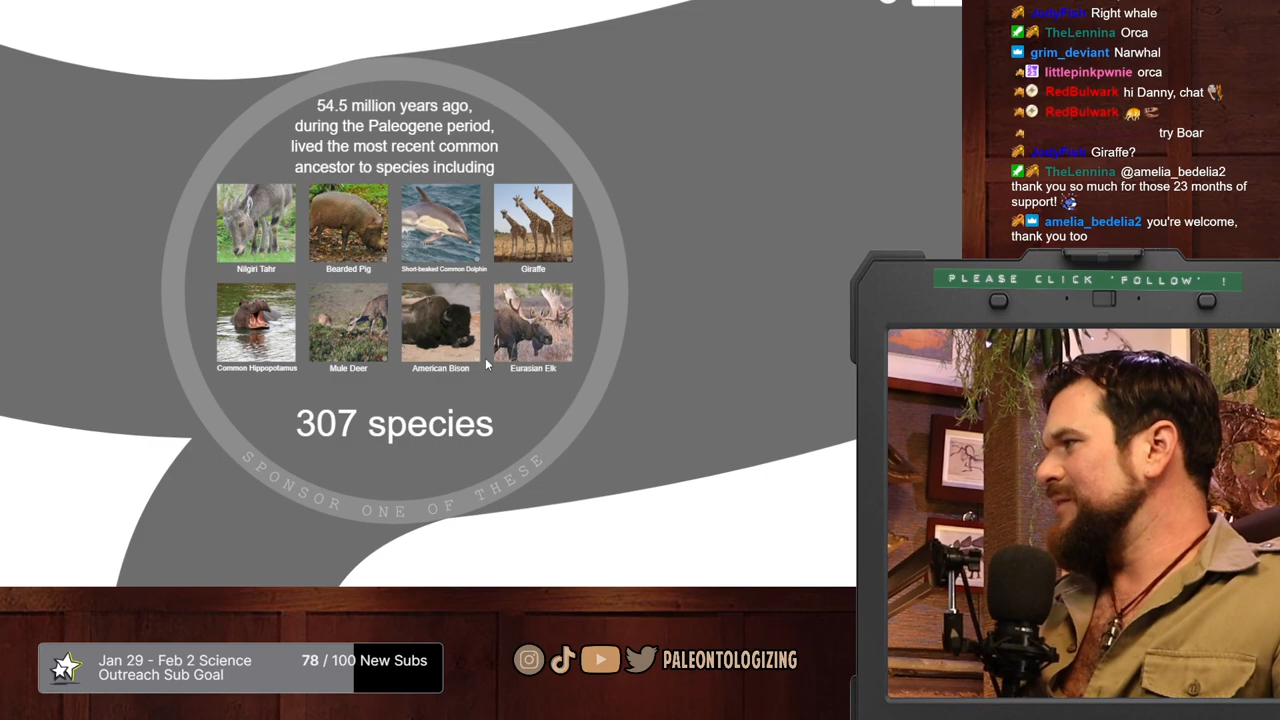 54.5 million years ago,
during the Paleogene period,
lived the most recent common
ancestor to species including
Nilgiri Tahr
Bearded Pig
Short-beaked Common Dolphin
Giraffe
Common Hippopotamus
Mule Deer
American Bison
Eurasian Elk
307 species
SPONSOR ONE OF THESE
JodyFish Right whale
TheLennina Orca
grim_deviant Narwhal
littlepinkpwnie orca
RedBulwark hi Danny, chat
RedBulwark
try Boar
JodyFish Giraffe?
TheLennina @amelia_bedelia2
thank you so much for those 23 months of
support!
amelia_bedelia2 you're welcome,
thank you too
PLEASE CLICK "FOLLOW" !
Jan 29 - Feb 2 Science
Outreach Sub Goal
78 / 100 New Subs
PALEONTOLOGIZING